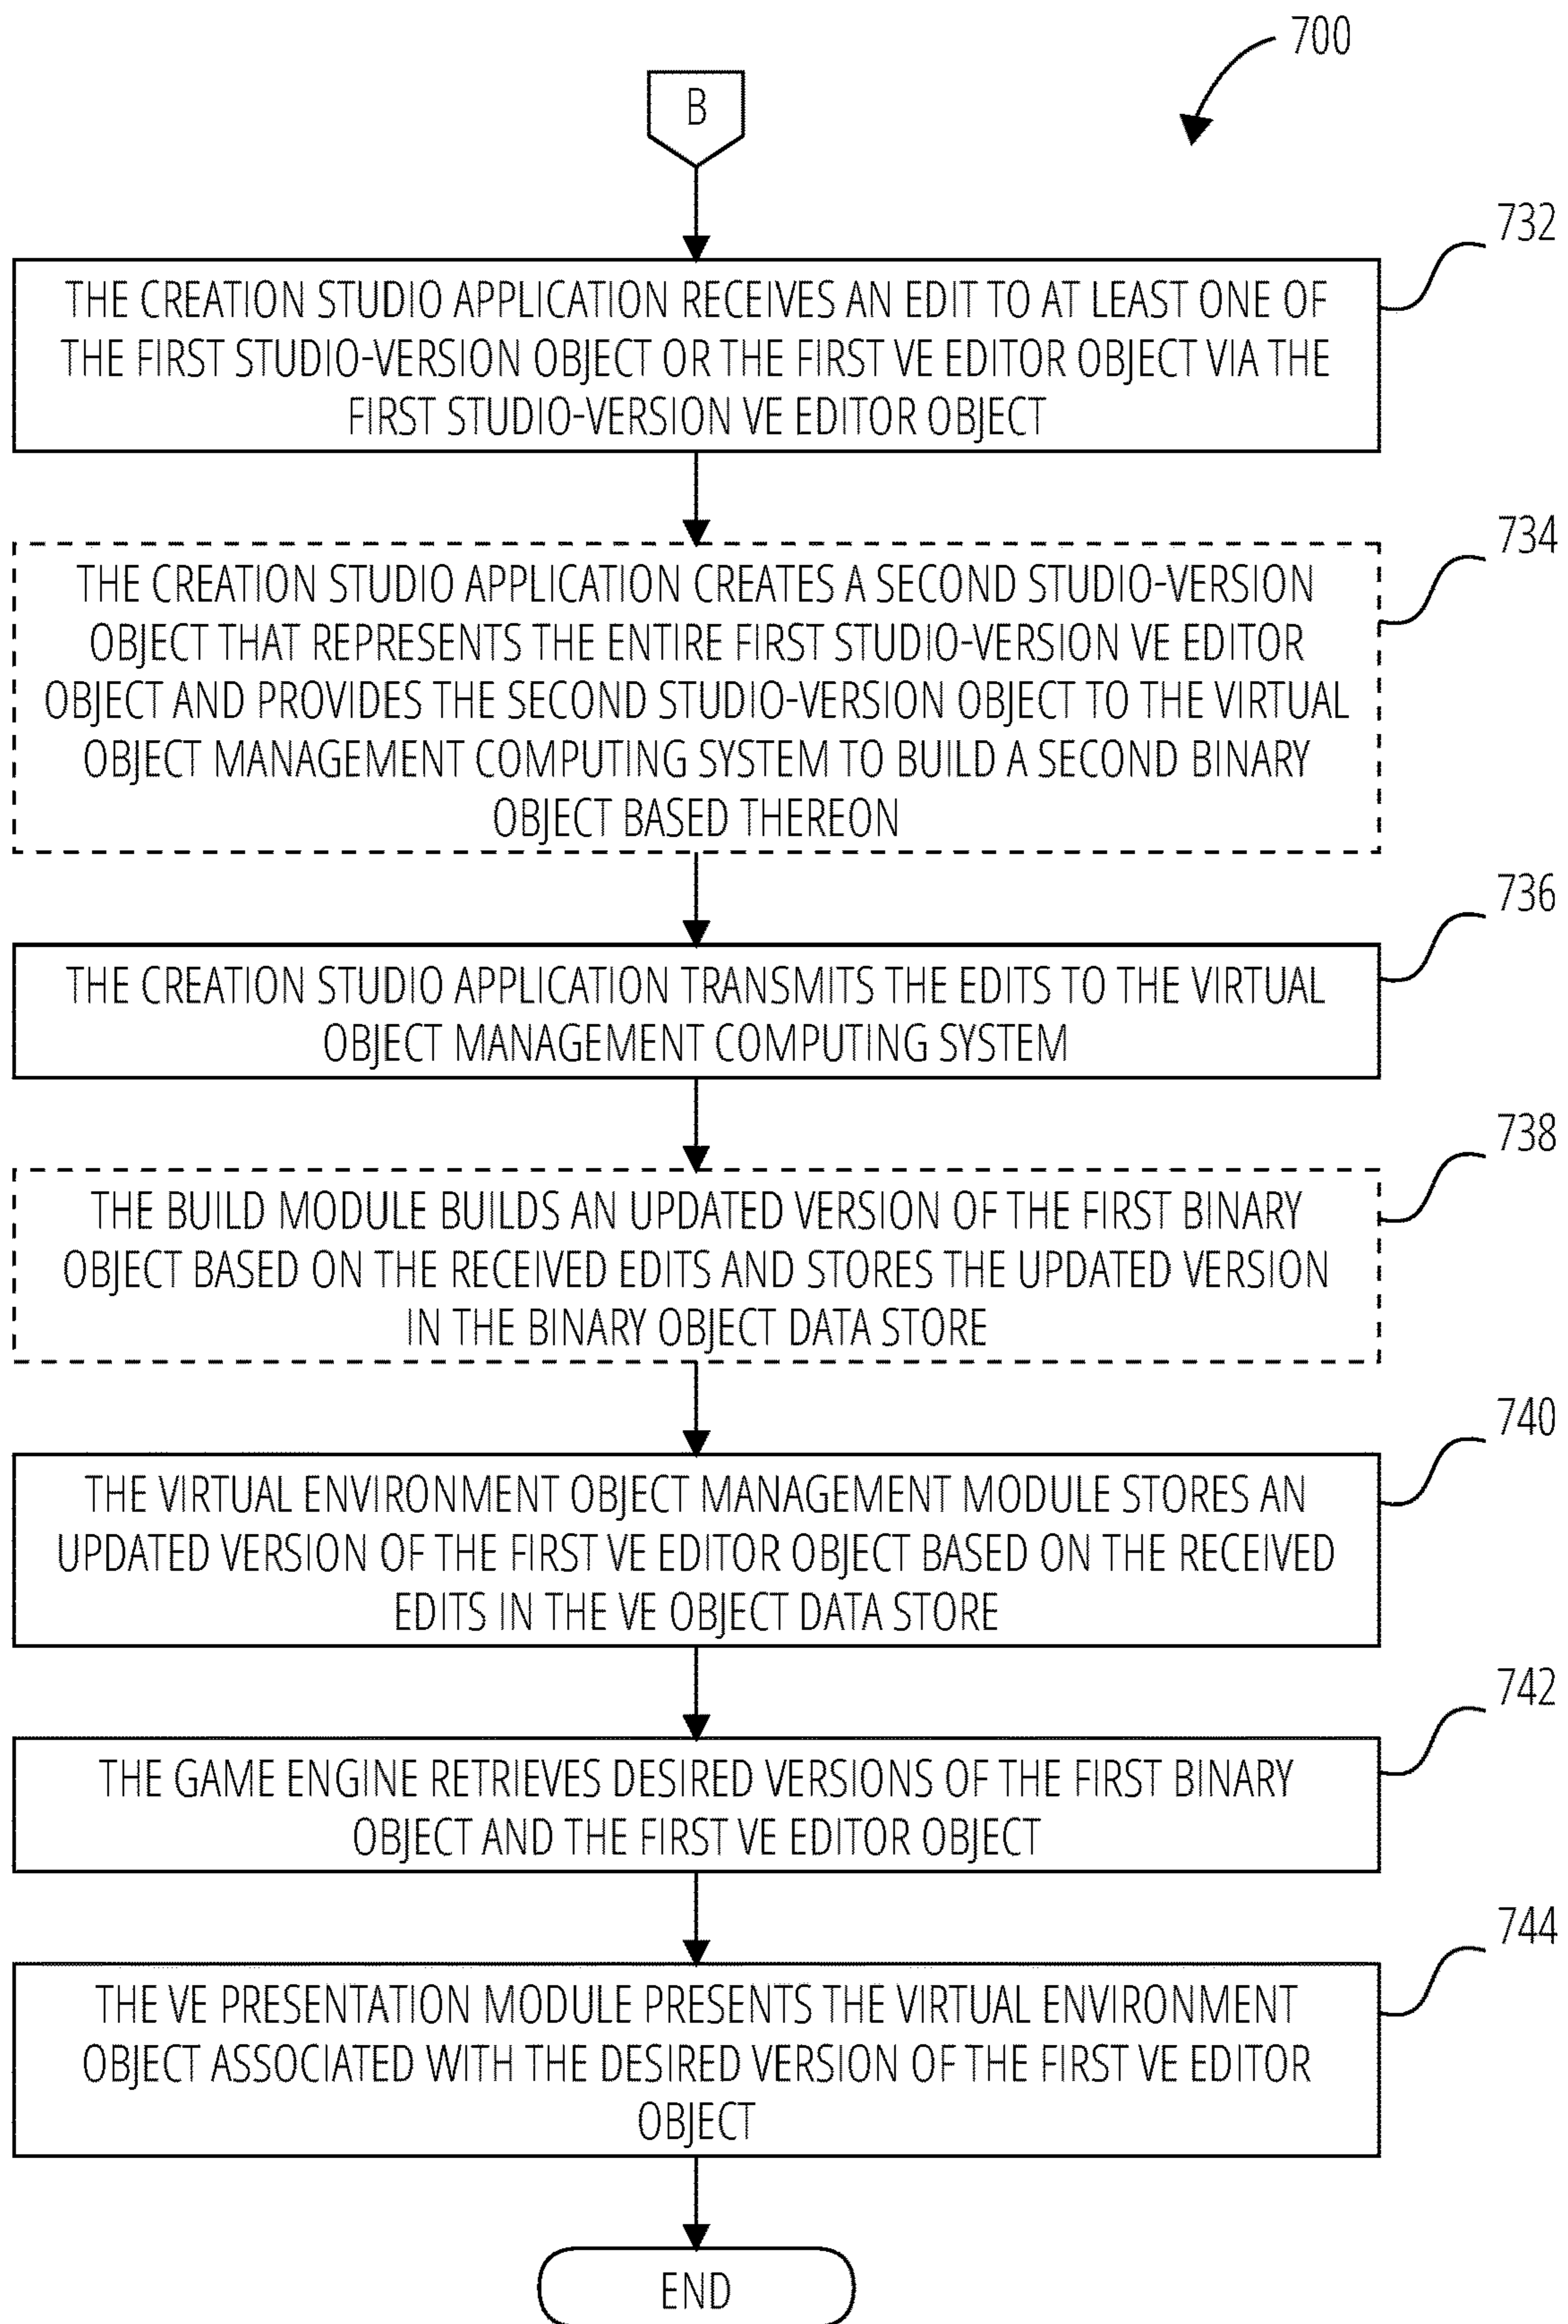 700
B
732
THE CREATION STUDIO APPLICATION RECEIVES AN EDIT TO AT LEAST ONE OF
THE FIRST STUDIO-VERSION OBJECT OR THE FIRST VE EDITOR OBJECT VIA THE
FIRST STUDIO-VERSION VE EDITOR OBJECT
734
THE CREATION STUDIO APPLICATION CREATES A SECOND STUDIO-VERSION
OBJECT THAT REPRESENTS THE ENTIRE FIRST STUDIO-VERSION VE EDITOR
OBJECT AND PROVIDES THE SECOND STUDIO-VERSION OBJECT TO THE VIRTUAL
OBJECT MANAGEMENT COMPUTING SYSTEM TO BUILD A SECOND BINARY
OBJECT BASED THEREON
736
THE CREATION STUDIO APPLICATION TRANSMITS THE EDITS TO THE VIRTUAL
OBJECT MANAGEMENT COMPUTING SYSTEM
738
THE BUILD MODULE BUILDS AN UPDATED VERSION OF THE FIRST BINARY
OBJECT BASED ON THE RECEIVED EDITS AND STORES THE UPDATED VERSION
IN THE BINARY OBJECT DATA STORE
740
THE VIRTUAL ENVIRONMENT OBJECT MANAGEMENT MODULE STORES AN
UPDATED VERSION OF THE FIRST VE EDITOR OBJECT BASED ON THE RECEIVED
EDITS IN THE VE OBJECT DATA STORE
742
THE GAME ENGINE RETRIEVES DESIRED VERSIONS OF THE FIRST BINARY
OBJECT AND THE FIRST VE EDITOR OBJECT
744
THE VE PRESENTATION MODULE PRESENTS THE VIRTUAL ENVIRONMENT
OBJECT ASSOCIATED WITH THE DESIRED VERSION OF THE FIRST VE EDITOR
OBJECT
END